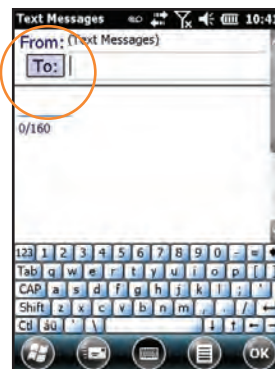 Text Messages 10:4
From: (Text Messages)
To:
0/160
123 1 2 3 4 5 6 7 8 9 0 - =
Tab q w e r t y u i o p [ ]
CAP a s d f g h j k l ; '
Shift z x c v b n m , . /
Ctl áü ` \
OK